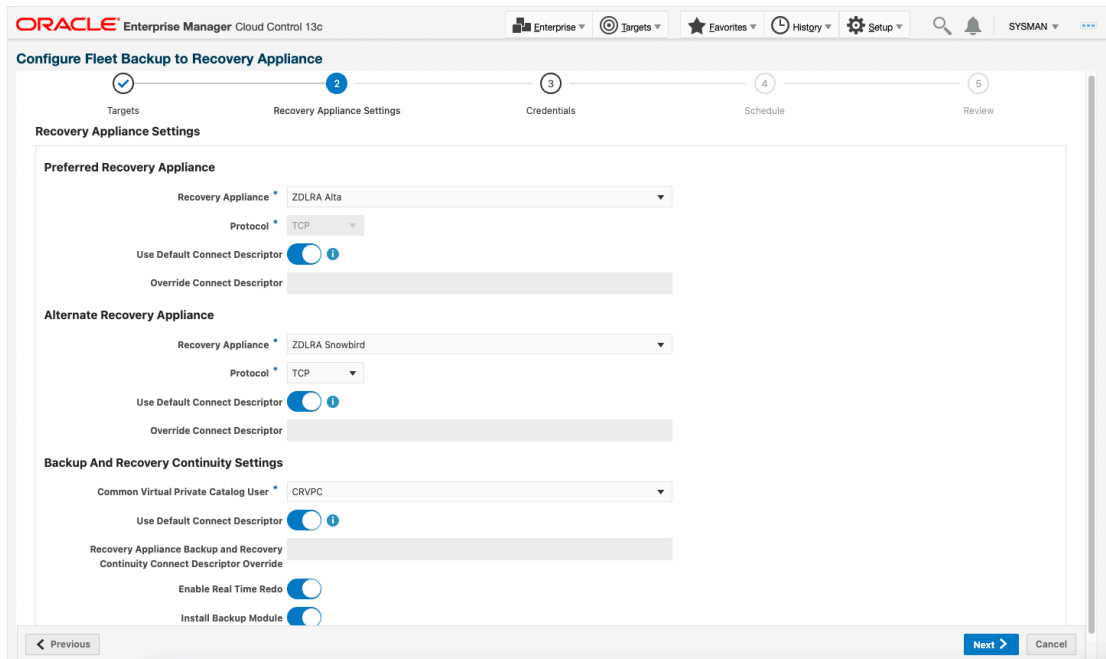 ORACLE Enterprise Manager Cloud Control 13c Enterprise Targets Favorites History Setup SYSMAN
Configure Fleet Backup to Recovery Appliance
2 3 4 5
Targets Recovery Appliance Settings Credentials Schedule Review
Recovery Appliance Settings
Preferred Recovery Appliance
Recovery Appliance * ZDLRA Alta
Protocol * TCP
Use Default Connect Descriptor
Override Connect Descriptor
Alternate Recovery Appliance
Recovery Appliance * ZDLRA Snowbird
Protocol * TCP
Use Default Connect Descriptor
Override Connect Descriptor
Backup And Recovery Continuity Settings
Common Virtual Private Catalog User * CRVPC
Use Default Connect Descriptor
Recovery Appliance Backup and Recovery
Continuity Connect Descriptor Override
Enable Real Time Redo
Install Backup Module
Previous Next Cancel